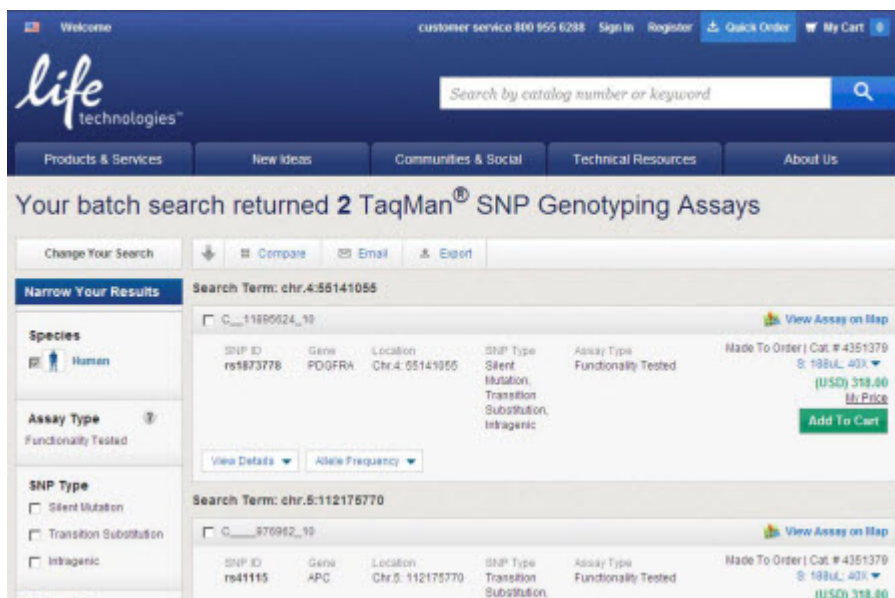 Welcome
customer service 800 955 6288 Sign In Register Quick Order My Cart 0
life
technologies™
Search by catalog number or keyword
Products & Services New Ideas Communities & Social Technical Resources About Us
Your batch search returned 2 TaqMan® SNP Genotyping Assays
Change Your Search Compare Email Export
Narrow Your Results
Search Term: chr.4:55141055
C__11895624_10 View Assay on Map
Species
Human
SNP ID Gene Location SNP Type Assay Type Made To Order | Cat. # 4351379
rs1873778 PDGFRA Chr.4: 55141055 Silent Functionality Tested S: 188uL; 40X
Mutation, (USD) 318.00
Transition My Price
Substitution, Add To Cart
Intragenic
Assay Type ?
Functionality Tested
View Details Allele Frequency
SNP Type
Silent Mutation
Transition Substitution
Intragenic
Search Term: chr.5:112175770
C____976962_10 View Assay on Map
SNP ID Gene Location SNP Type Assay Type Made To Order | Cat. # 4351379
rs41115 APC Chr.5: 112175770 Transition Functionality Tested S: 188uL; 40X
Substitution, (USD) 318.00